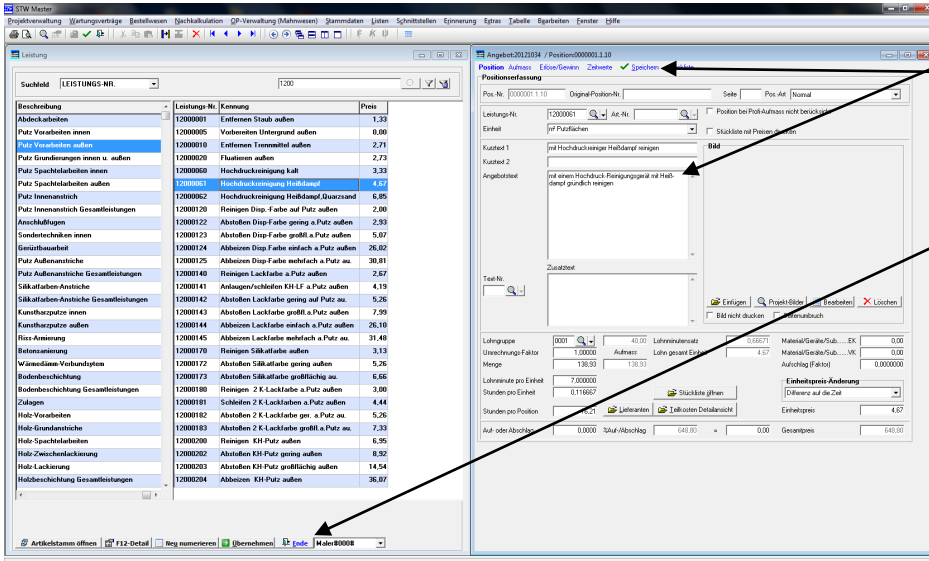 STW Master
Projektverwaltung Wartungsverträge Bestellwesen Nachkalkulation OP-Verwaltung (Mahnwesen) Stammdaten Listen Schnittstellen Erinnerung Extras Tabelle Bearbeiten Fenster Hilfe
Leistung
Suchfeld LEISTUNGS-NR. 1200
Beschreibung
Abdeckarbeiten
Putz Vorarbeiten innen
Putz Vorarbeiten außen
Putz Grundierungen innen u. außen
Putz Spachtelarbeiten innen
Putz Spachtelarbeiten außen
Putz Innenanstrich
Putz Innenanstrich Gesamtleistungen
Anschlußfugen
Sondertechniken innen
Gerüstbauarbeit
Putz Außenanstriche
Putz Außenanstriche Gesamtleistungen
Silikatfarben-Anstriche
Silikatfarben-Anstriche Gesamtleistungen
Kunstharzputze innen
Kunstharzputze außen
Riss-Armierung
Betonsanierung
Wärmedämm-Verbundsytem
Bodenbeschichtung
Bodenbeschichtung Gesamtleistungen
Zulagen
Holz-Vorarbeiten
Holz-Grundanstriche
Holz-Spachtelarbeiten
Holz-Zwischenlackierung
Holz-Lackierung
Holzbeschichtung Gesamtleistungen
Leistungs-Nr. Kennung Preis
12000001 Entfernen Staub außen 1,33
12000005 Vorbereiten Untergrund außen 0,00
12000010 Entfernen Trennmittel außen 2,71
12000020 Fluatieren außen 2,73
12000060 Hochdruckreinigung kalt 3,33
12000061 Hochdruckreinigung Heißdampf 4,67
12000062 Hochdruckreinigung Heißdampf,Quarzsand 6,85
12000120 Reinigen Disp.-Farbe auf Putz außen 2,00
12000122 Abstoßen Disp-Farbe gering a.Putz außen 2,93
12000123 Abstoßen Disp-Farbe großfl.a.Putz außen 5,07
12000124 Abbeizen Disp.Farbe einfach a.Putz außen 26,02
12000125 Abbeizen Disp-Farbe mehrfach a.Putz au. 30,81
12000140 Reinigen Lackfarbe a.Putz außen 2,67
12000141 Anlaugen/schleifen KH-LF a.Putz außen 4,19
12000142 Abstoßen Lackfarbe gering auf Putz au. 5,26
12000143 Abstoßen Lackfarbe großfl.a.Putz außen 7,99
12000144 Abbeizen Lackfarbe einfach a.Putz außen 26,10
12000145 Abbeizen Lackfarbe mehrfach a.Putz au. 31,48
12000170 Reinigen Silikatfarbe außen 3,13
12000172 Abstoßen Silikatfarbe gering außen 5,26
12000173 Abstoßen Silikatfarbe großflächig au. 6,66
12000180 Reinigen 2 K-Lackfarbe a.Putz außen 3,00
12000181 Schleifen 2 K-Lackfarben a.Putz außen 4,44
12000182 Abstoßen 2 K-Lackfarbe ger. a.Putz au. 5,26
12000183 Abstoßen 2 K-Lackfarbe großfl.a.Putz au. 7,33
12000200 Reinigen KH-Putz außen 6,95
12000202 Abstoßen KH-Putz gering außen 8,92
12000203 Abstoßen KH-Putz großflächig außen 14,54
12000204 Abbeizen KH-Putz außen 36,07
Artikelstamm öffnen F12-Detail Neu numerieren Übernehmen Ende Maler#000#
Angebot:20121034 / Position:0000001.1.10
Position Aufmass Erlöse/Gewinn Zeitwerte Speichern
Positionserfassung
Pos.-Nr. 0000001.1.10 Original-Position-Nr. Seite Pos.-Art Normal
Leistungs-Nr. 12000061 Art.-Nr. Position bei Profi-Aufmass nicht berücksicht
Einheit m² Putzflächen Stückliste mit Preisen drucken
Kurztext 1 mit Hochdruckreiniger Heißdampf reinigen Bild
Kurztext 2
Angebotstext mit einem Hochdruck-Reinigungsgerät mit Heiß-
dampf gründlich reinigen
Zusatztext
Text-Nr.
Einfügen Projekt-Bilder Bearbeiten Löschen
Bild nicht drucken Seitenumbruch
Lohngruppe 0001 40,00 Lohnminutensatz 0,66671 Material/Geräte/Sub......EK 0,00
Umrechnungs-Faktor 1,00000 Aufmass Lohn gesamt Einheit 4,67 Material/Geräte/Sub......VK 0,00
Menge 138,93 138,93 Aufschlag (Faktor) 0,0000000
Lohnminute pro Einheit 7,000000 Einheitspreis-Änderung
Stunden pro Einheit 0,116667 Stückliste öffnen Differenz auf die Zeit
Stunden pro Position 16,21 Lieferanten Teilkosten Detailansicht Einheitspreis 4,67
Auf- oder Abschlag 0,0000 %Auf-/Abschlag 648,80 = 0,00 Gesamtpreis 648,80